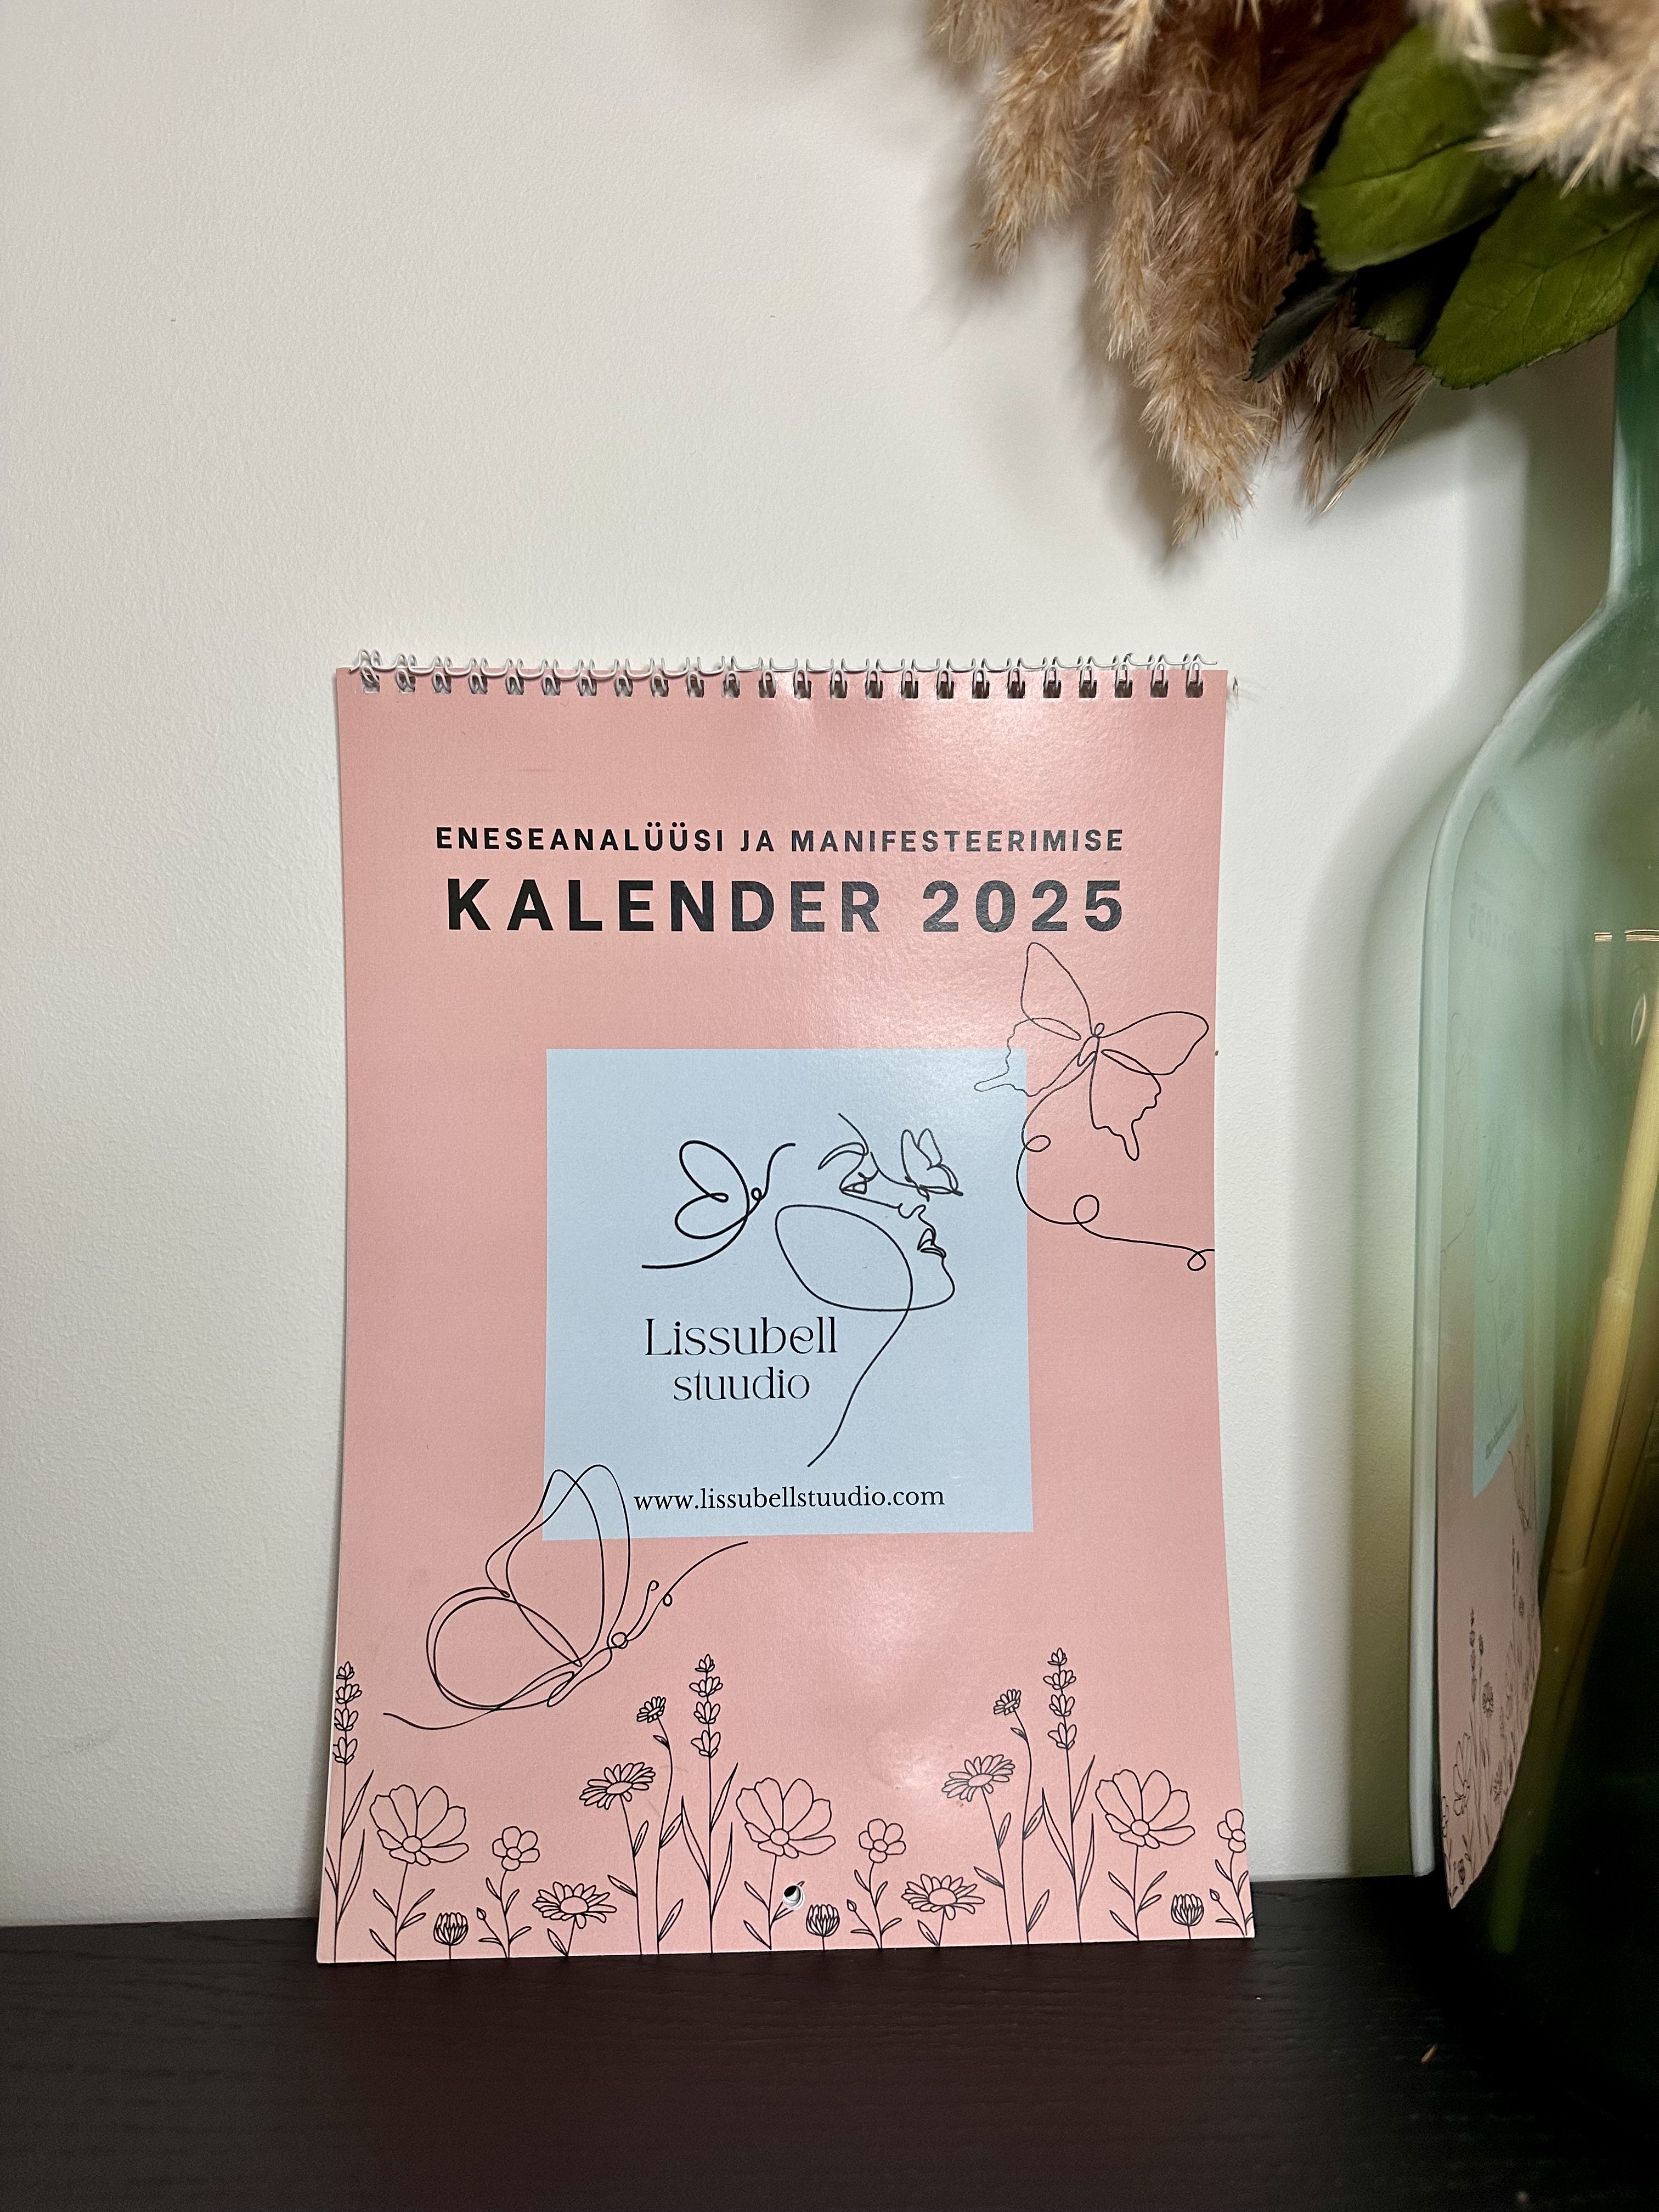 ENESEANALÜÜSI JA MANIFESTEERIMISE
KALENDER 2025
Lissubell
stuudio
www.lissubellstuudio.com